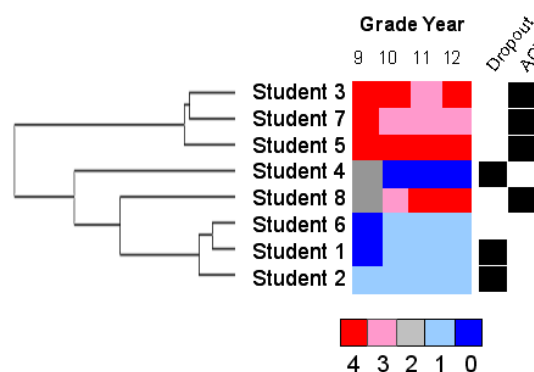 Grade Year
9 10 11 12
Dropout
Student 3
Student 7
Student 5
Student 4
Student 8
Student 6
Student 1
Student 2
4 3 2 1 0